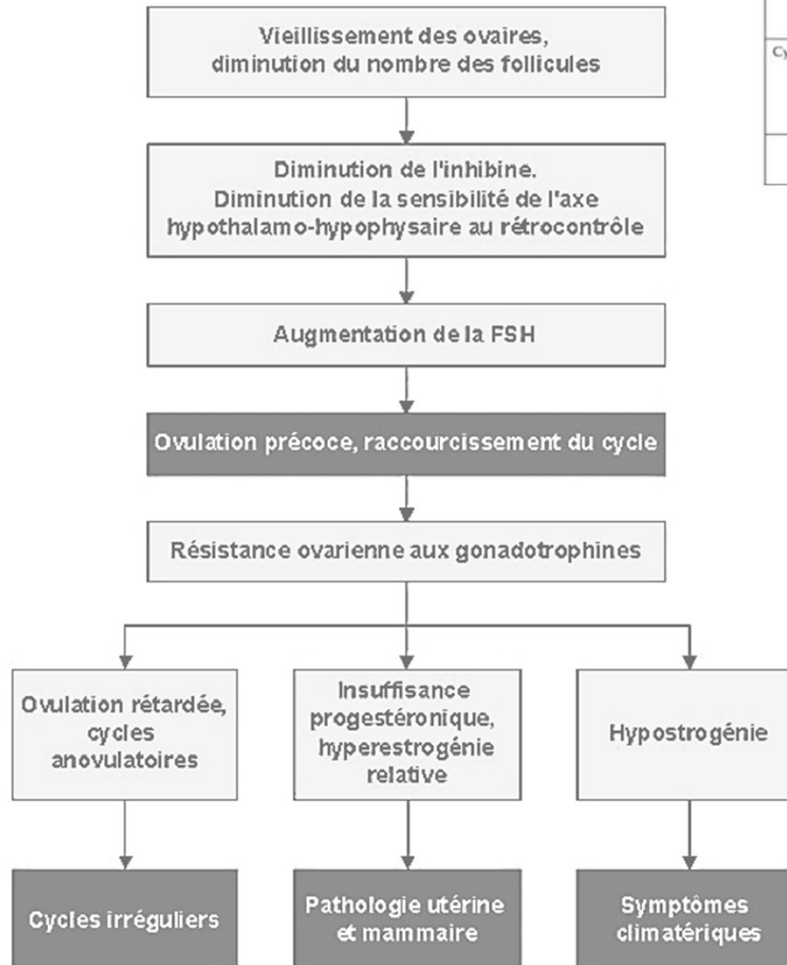 Vieillissement des ovaires,
diminution du nombre des follicules
Cy
Diminution de l'inhibine.
Diminution de la sensibilité de l'axe
hypothalamo-hypophysaire au rétrocontrôle
Augmentation de la FSH
Ovulation précoce, raccourcissement du cycle
Résistance ovarienne aux gonadotrophines
Ovulation rétardée,
cycles
anovulatoires
Insuffisance
progestéronique,
hyperestrogénie
relative
Hypostrogénie
Cycles irréguliers
Pathologie utérine
et mammaire
Symptômes
climatériques